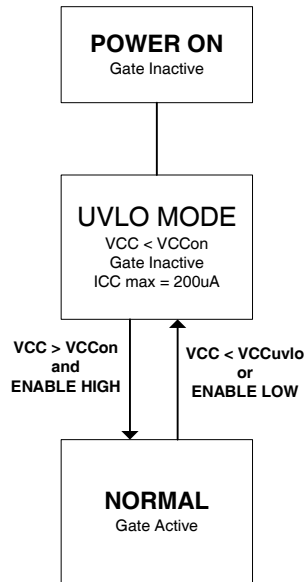 POWER ON
Gate Inactive
UVLO MODE
VCC < VCCon
Gate Inactive
ICC max = 200uA
VCC > VCCon
and
ENABLE HIGH
VCC < VCCuvlo
or
ENABLE LOW
NORMAL
Gate Active